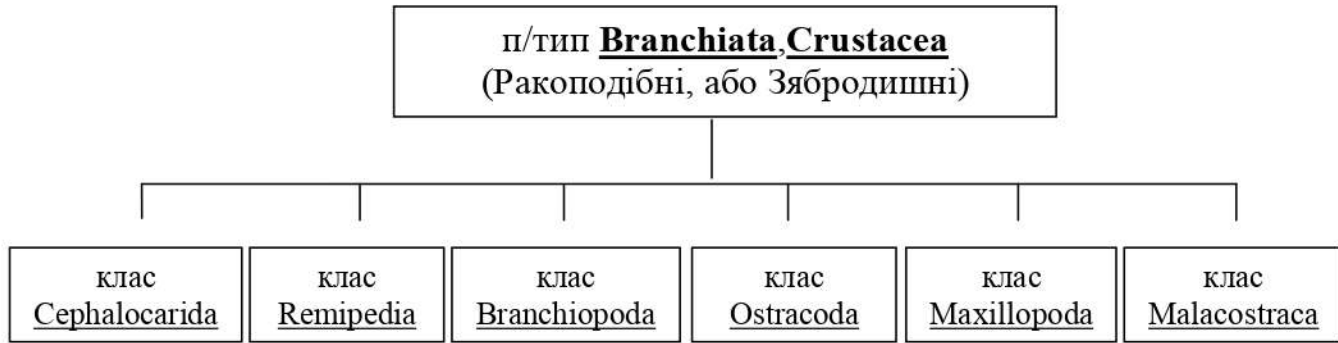 п/тип Branchiata,Crustacea
(Ракоподібні, або Зябродишні)
клас
Cephalocarida
клас
Remipedia
клас
Branchiopoda
клас
Ostracoda
клас
Maxillopoda
клас
Malacostraca